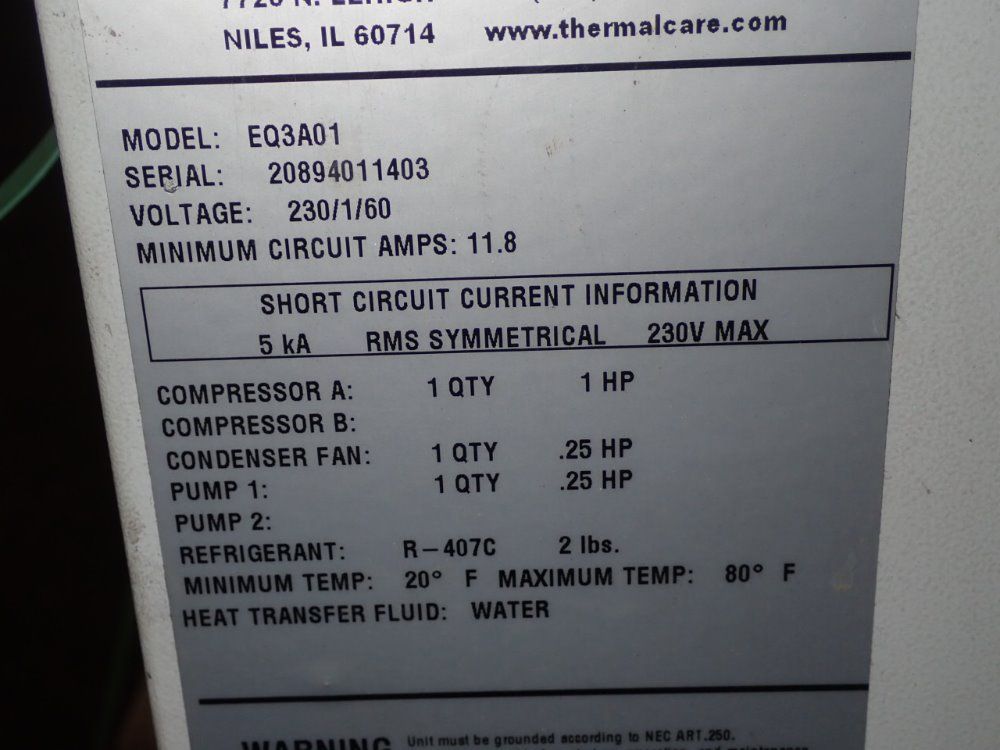 7720 N. LEHIGH
NILES, IL 60714 www.thermalcare.com
MODEL: EQ3A01
SERIAL: 20894011403
VOLTAGE: 230/1/60
MINIMUM CIRCUIT AMPS: 11.8
SHORT CIRCUIT CURRENT INFORMATION
5 kA RMS SYMMETRICAL 230V MAX
COMPRESSOR A: 1 QTY 1 HP
COMPRESSOR B:
CONDENSER FAN: 1 QTY .25 HP
PUMP 1: 1 QTY .25 HP
PUMP 2:
REFRIGERANT: R-407C 2 lbs.
MINIMUM TEMP: 20° F MAXIMUM TEMP: 80° F
HEAT TRANSFER FLUID: WATER
WARNING Unit must be grounded according to NEC ART.250.